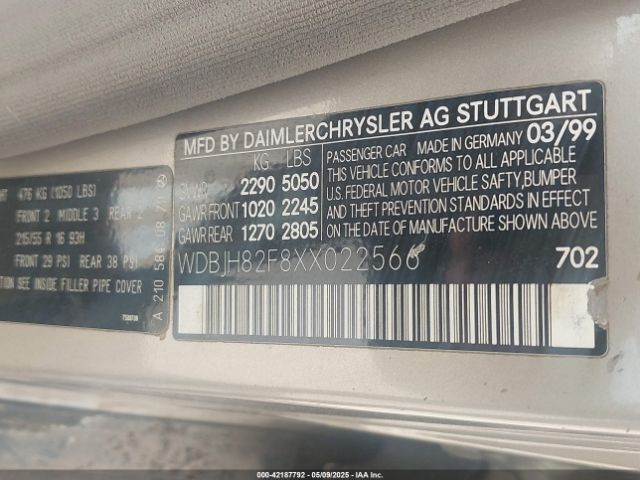 MFD BY DAIMLERCHRYSLER AG STUTTGART
KG LBS
GVWR 2290 5050
GAWR FRONT 1020 2245
GAWR REAR 1270 2805
PASSENGER CAR MADE IN GERMANY 03/99
THIS VEHICLE CONFORMS TO ALL APPLICABLE
U.S. FEDERAL MOTOR VEHICLE SAFTY,BUMPER
AND THEFT PREVENTION STANDARDS IN EFFECT
ON THE DATE OF MANUFACTURE SHOWN ABOVE
WDBJH82F8XX022566
702
476 KG (1050 LBS)
FRONT 2 MIDDLE 3 REAR 2
215/55 R 16 93H
FRONT 29 PSI REAR 38 PSI
SEE INSIDE FILLER PIPE COVER
A 210 584 08 70
000-42187792 - 05/09/2025 - IAA Inc.